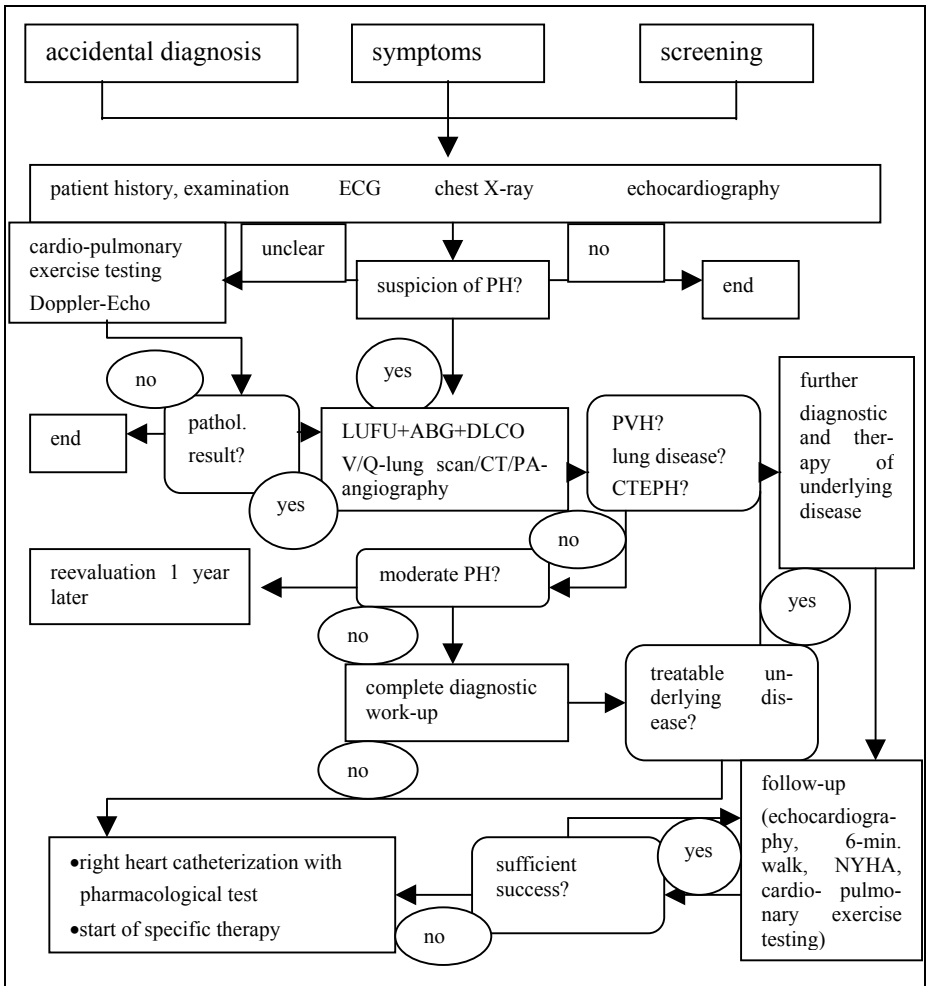 accidental diagnosis
symptoms
screening
patient history, examination ECG chest X-ray echocardiography
cardio-pulmonary
exercise testing
Doppler-Echo
unclear
suspicion of PH?
no
end
yes
no
end
pathol.
result?
yes
LUFU+ABG+DLCO
V/Q-lung scan/CT/PA-
angiography
PVH?
lung disease?
CTEPH?
further
diagnostic
and ther-
apy of
underlying
disease
no
reevaluation 1 year
later
moderate PH?
yes
no
complete diagnostic
work-up
treatable un-
derlying dis-
ease?
no
follow-up
(echocardiogra-
phy, 6-min.
walk, NYHA,
cardio- pulmo-
nary exercise
testing)
•right heart catheterization with
pharmacological test
•start of specific therapy
sufficient
success?
yes
no